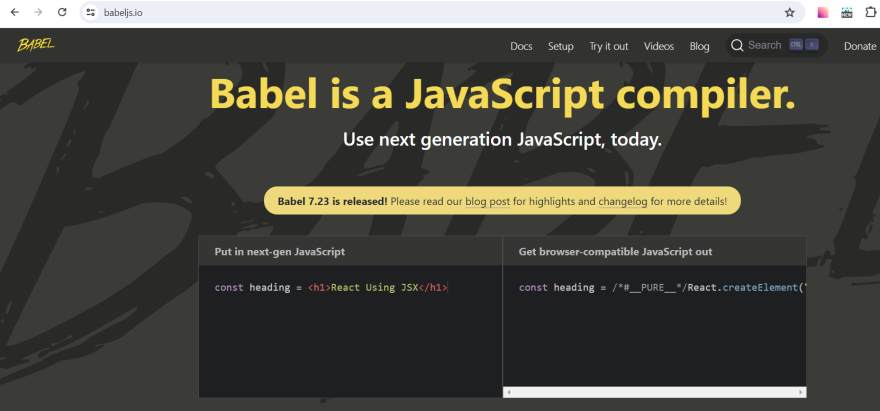 babeljs.io
BABEL
Docs Setup Try it out Videos Blog Search CTRL K Donate
Babel is a JavaScript compiler.
Use next generation JavaScript, today.
Babel 7.23 is released! Please read our blog post for highlights and changelog for more details!
Put in next-gen JavaScript
const heading = <h1>React Using JSX</h1>
Get browser-compatible JavaScript out
const heading = /*#__PURE__*/React.createElement("